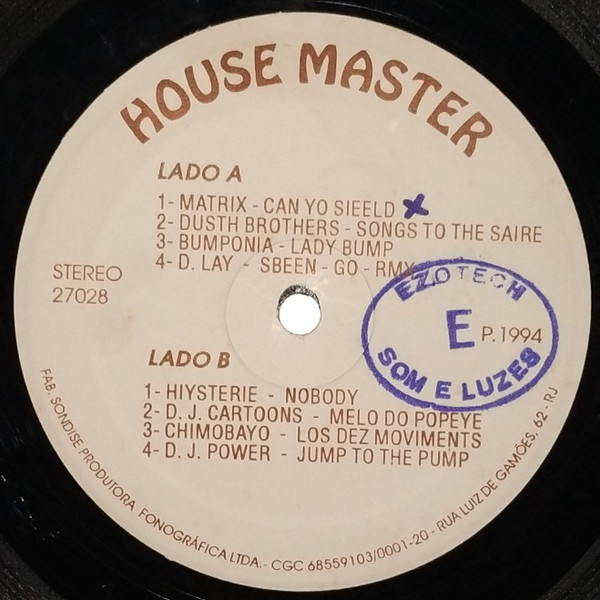 HOUSE MASTER
LADO A
1- MATRIX - CAN YO SIEELD
2- DUSTH BROTHERS - SONGS TO THE SAIRE
3- BUMPONIA - LADY BUMP
4- D. LAY - SBEEN - GO - RMX
STEREO
27028
EZOTECH
E
SOM E LUZES
P. 1994
LADO B
1- HIYSTERIE - NOBODY
2- D. J. CARTOONS - MELO DO POPEYE
3- CHIMOBAYO - LOS DEZ MOVIMENTS
4- D. J. POWER - JUMP TO THE PUMP
FAB. SONDISE PRODUTORA FONOGRÁFICA LTDA. - CGC 68559103/0001-20 - RUA LUIZ DE GAMÕES. 62 - RJ